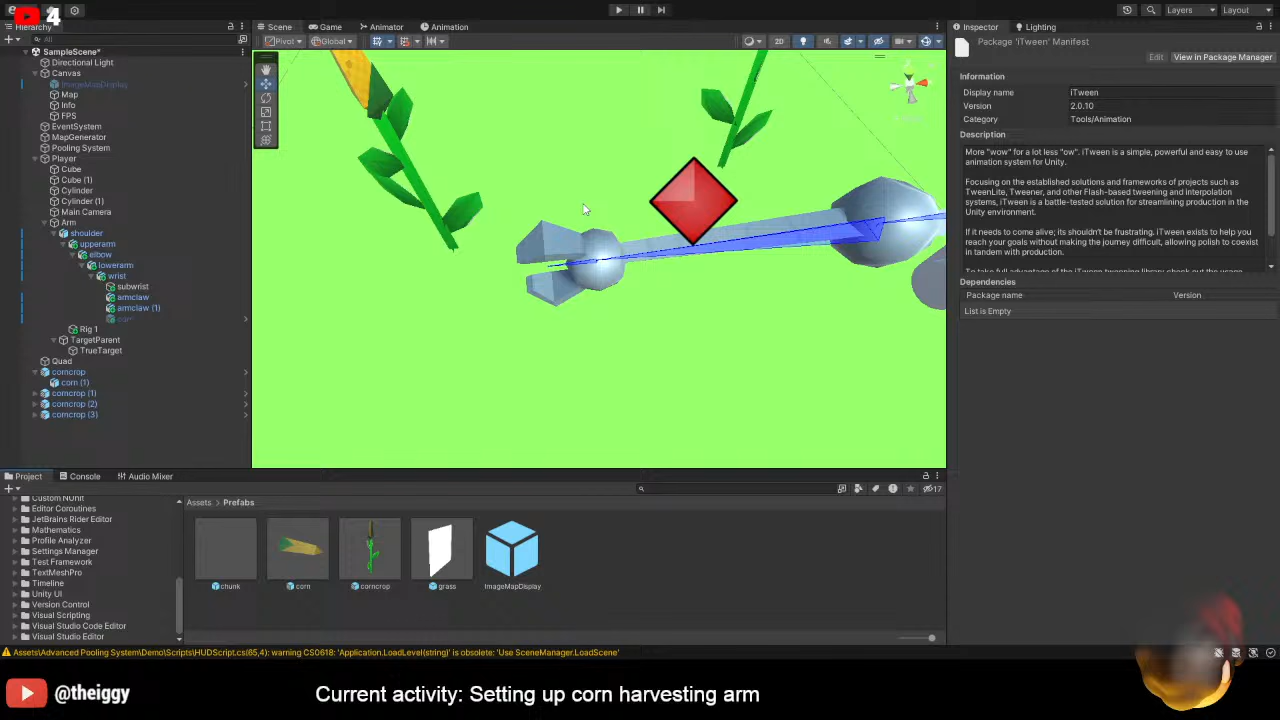 4
Hierarchy
Scene
Game
Animator
Animation
Inspector
Lighting
Layers
Layout
All
Pivot
Global
2D
SampleScene*
Directional Light
Canvas
ImageMapDisplay
Map
Info
FPS
EventSystem
MapGenerator
Pooling System
Player
Cube
Cube (1)
Cylinder
Cylinder (1)
Main Camera
Arm
shoulder
upperarm
elbow
lowerarm
wrist
subwrist
armclaw
armclaw (1)
corn
Rig 1
TargetParent
TrueTarget
Quad
corncrop
corn (1)
corncrop (1)
corncrop (2)
corncrop (3)
Package 'iTween' Manifest
Edit
View in Package Manager
Information
Display name iTween
Version 2.0.10
Category Tools/Animation
Description
More "wow" for a lot less "ow". iTween is a simple, powerful and easy to use
animation system for Unity.
Utilizing the established solutions and frameworks of projects such as
TweenLite, Tweener, and other Flash-based tweening and interpolation
systems, iTween is a battle-tested solution for streamlining production in the
Unity environment.
If it needs to come alive; its shouldn't be frustrating. iTween exists to help you
reach your goals without making the journey difficult, allowing polish to coexist
in tandem with production.
Dependencies
Package name Version
List is Empty
Project
Console
Audio Mixer
17
Custom NUnit
Editor Coroutines
JetBrains Rider Editor
Mathematics
Profile Analyzer
Settings Manager
Test Framework
TextMeshPro
Timeline
Unity UI
Version Control
Visual Scripting
Visual Studio Code Editor
Visual Studio Editor
Assets > Prefabs
chunk
corn
corncrop
grass
ImageMapDisplay
Assets\Advanced Pooling System\Demo\Scripts\HUDScript.cs(65,4): warning CS0618: 'Application.LoadLevel(string)' is obsolete: 'Use SceneManager.LoadScene'
@theiggy
Current activity: Setting up corn harvesting arm